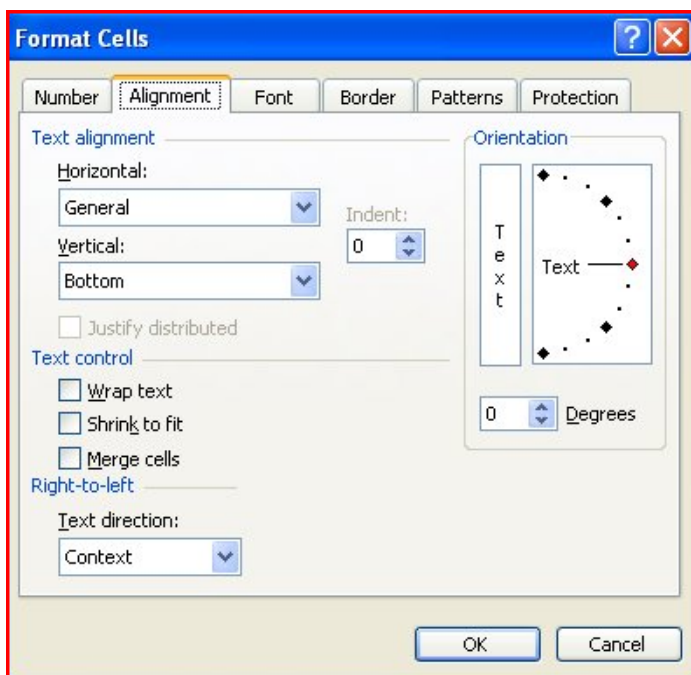 Format Cells
Number Alignment Font Border Patterns Protection
Text alignment
Horizontal:
General
Indent:
0
Vertical:
Bottom
Justify distributed
Text control
Wrap text
Shrink to fit
Merge cells
Right-to-left
Text direction:
Context
Orientation
T
e
x
t
Text
0 Degrees
OK Cancel